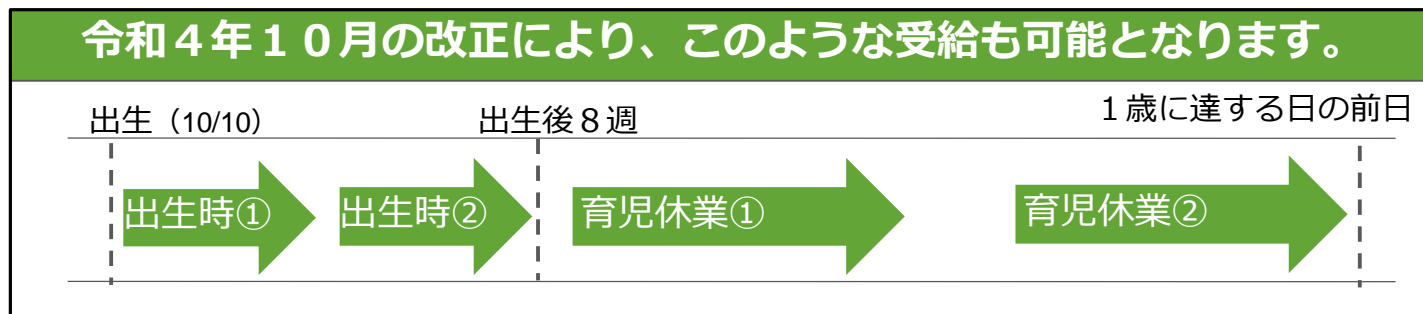 令和４年１０月の改正により、このような受給も可能となります。
出生（10/10）
出生後８週
１歳に達する日の前日
出生時①
出生時②
育児休業①
育児休業②